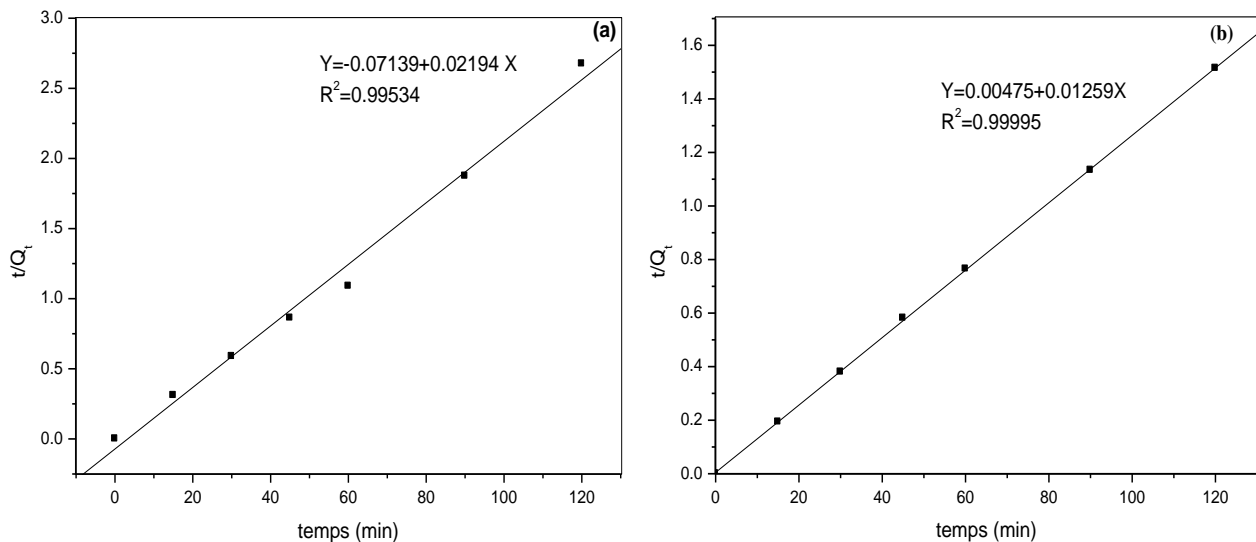 (a)
Y=-0.07139+0.02194 X
R²=0.99534
3.0
2.5
2.0
1.5
1.0
0.5
0.0
t/Qt
0 20 40 60 80 100 120
temps (min)
(b)
Y=0.00475+0.01259X
R²=0.99995
1.6
1.4
1.2
1.0
0.8
0.6
0.4
0.2
0.0
t/Qt
0 20 40 60 80 100 120
temps (min)